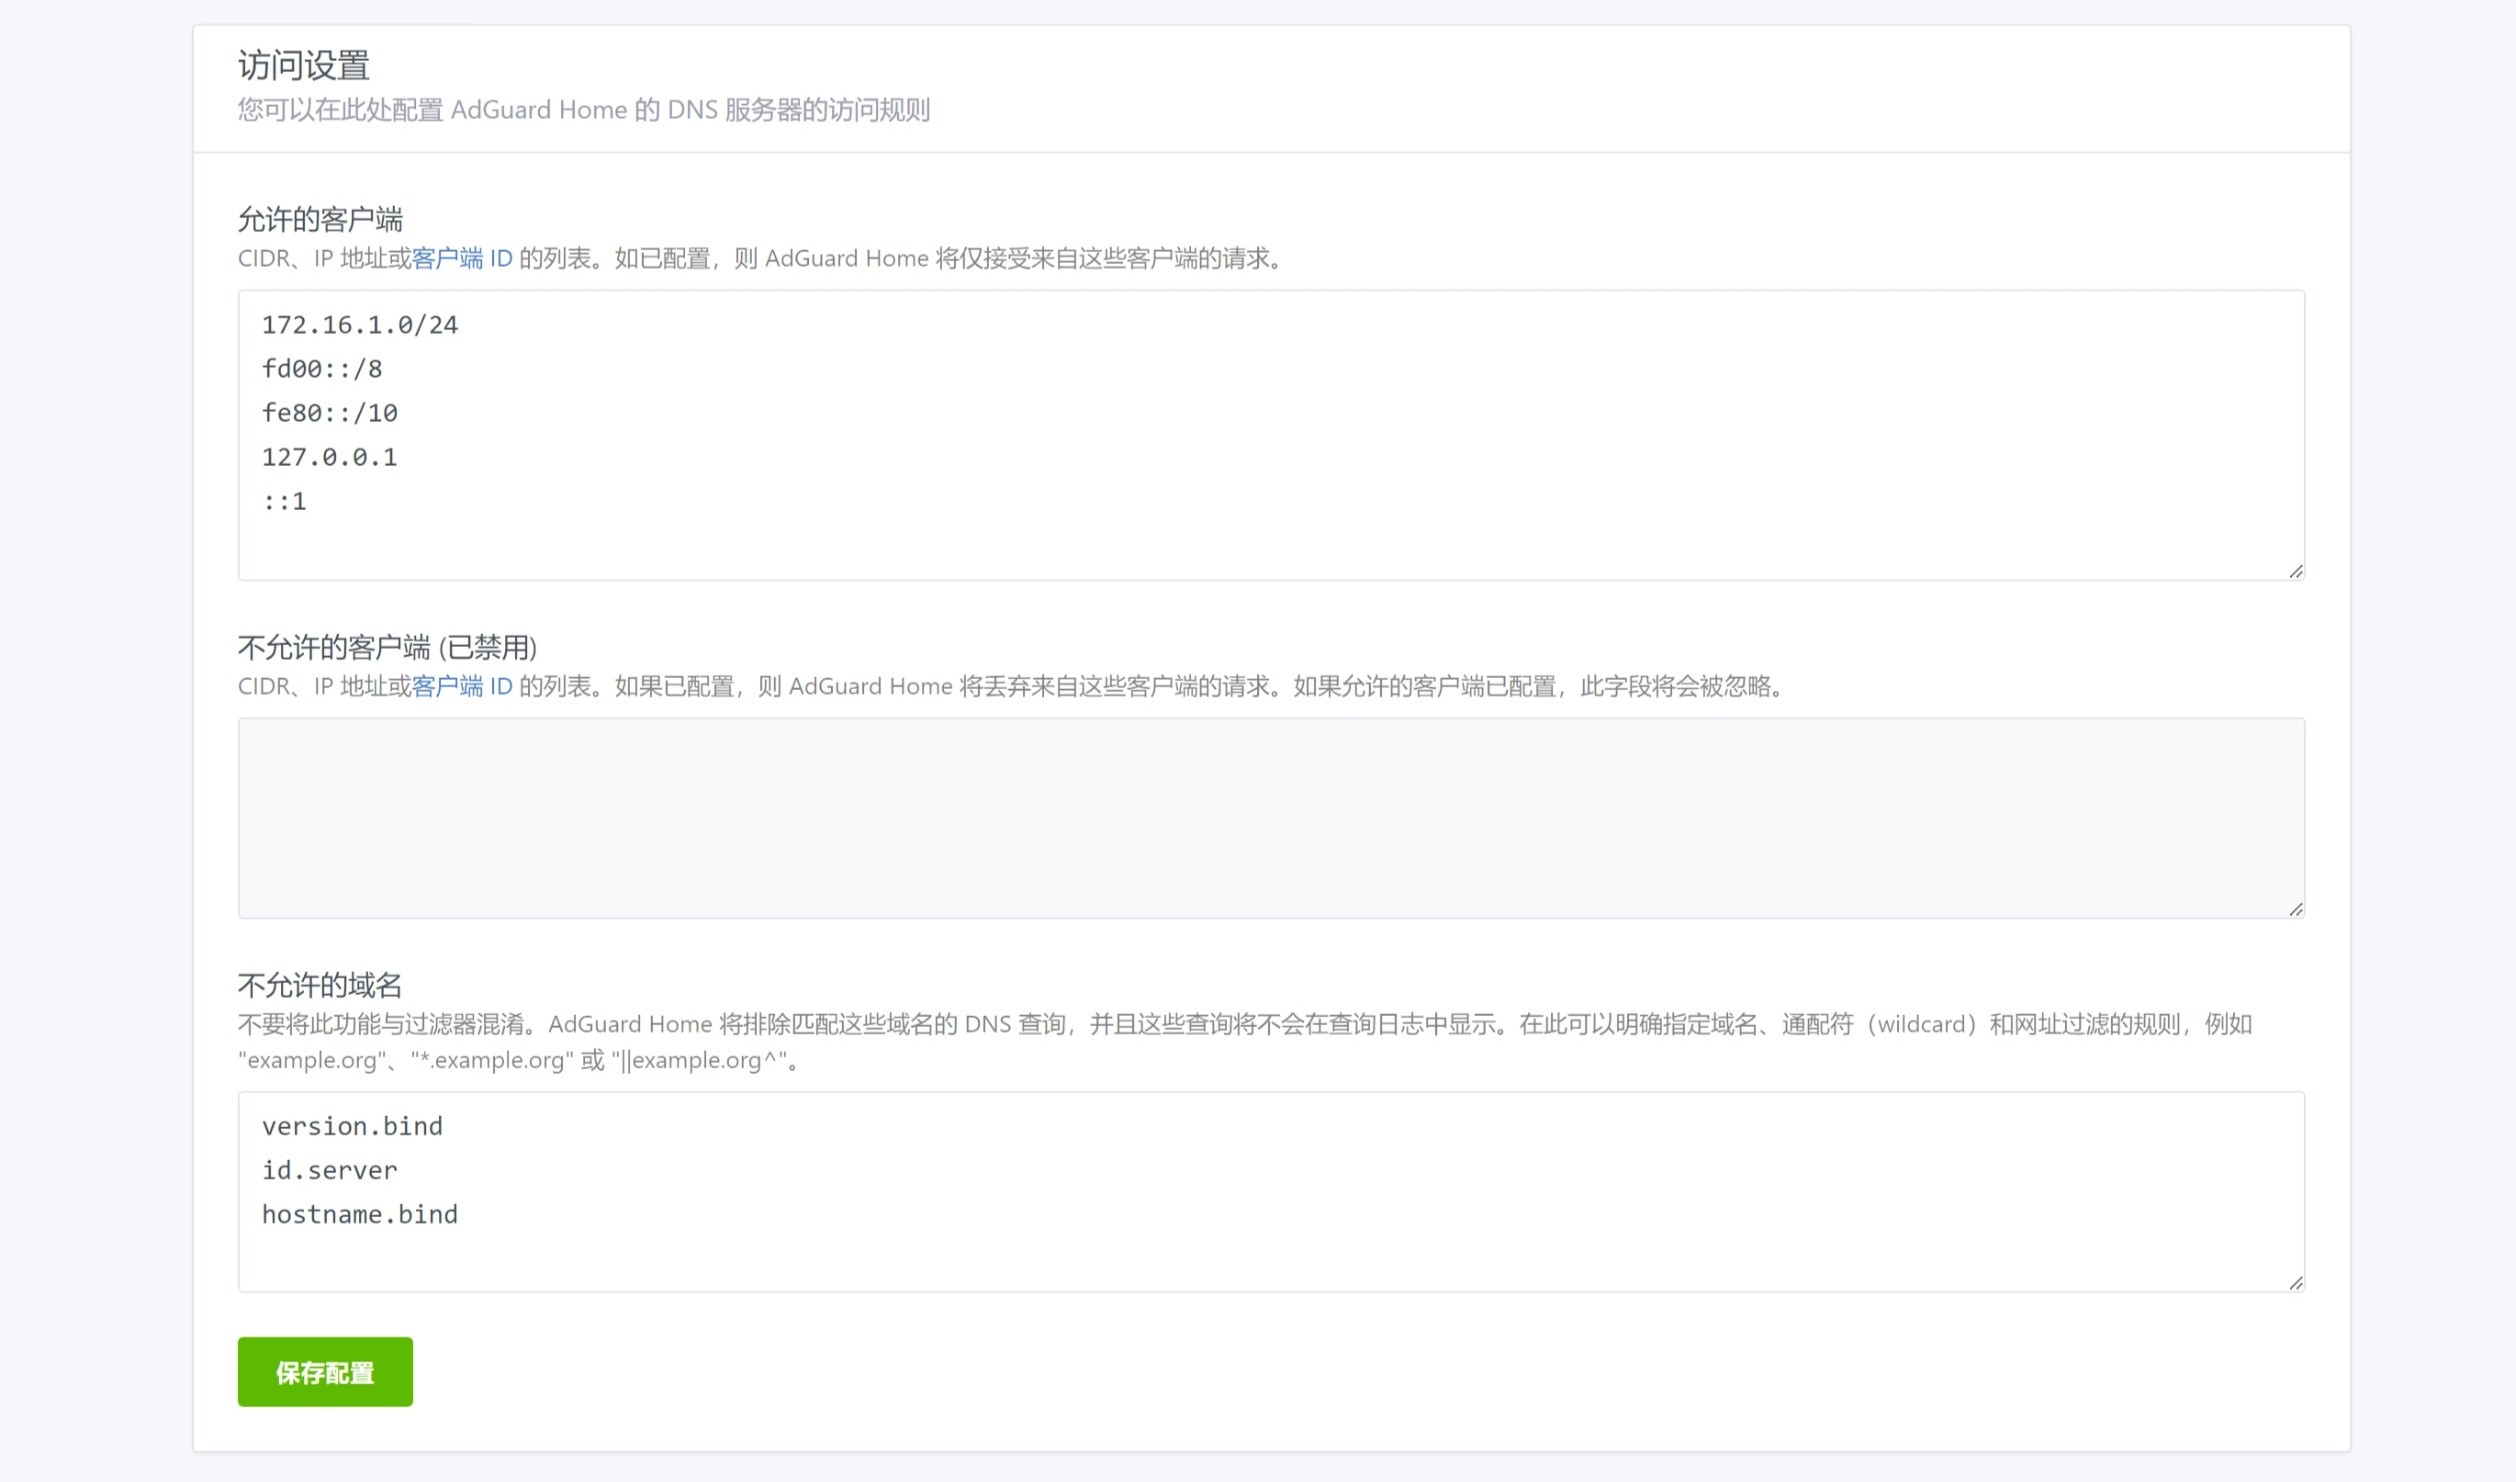 访问设置
您可以在此处配置 AdGuard Home 的 DNS 服务器的访问规则
允许的客户端
CIDR、IP 地址或客户端 ID 的列表。如已配置，则 AdGuard Home 将仅接受来自这些客户端的请求。
172.16.1.0/24
fd00::/8
fe80::/10
127.0.0.1
::1
不允许的客户端 (已禁用)
CIDR、IP 地址或客户端 ID 的列表。如果已配置，则 AdGuard Home 将丢弃来自这些客户端的请求。如果允许的客户端已配置，此字段将会被忽略。
不允许的域名
不要将此功能与过滤器混淆。AdGuard Home 将排除匹配这些域名的 DNS 查询，并且这些查询将不会在查询日志中显示。在此可以明确指定域名、通配符（wildcard）和网址过滤的规则，例如
"example.org"、"*.example.org" 或 "||example.org^"。
version.bind
id.server
hostname.bind
保存配置